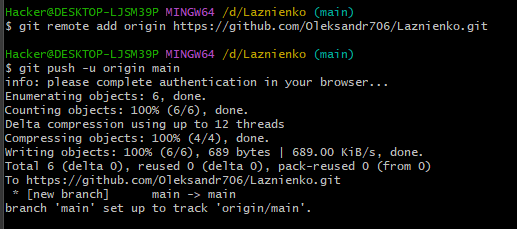 Hacker@DESKTOP-LJSM39P MINGW64 /d/Laznienko (main)
$ git remote add origin https://github.com/Oleksandr706/Laznienko.git
Hacker@DESKTOP-LJSM39P MINGW64 /d/Laznienko (main)
$ git push -u origin main
info: please complete authentication in your browser...
Enumerating objects: 6, done.
Counting objects: 100% (6/6), done.
Delta compression using up to 12 threads
Compressing objects: 100% (4/4), done.
Writing objects: 100% (6/6), 689 bytes | 689.00 KiB/s, done.
Total 6 (delta 0), reused 0 (delta 0), pack-reused 0 (from 0)
To https://github.com/Oleksandr706/Laznienko.git
 * [new branch]      main -> main
branch 'main' set up to track 'origin/main'.